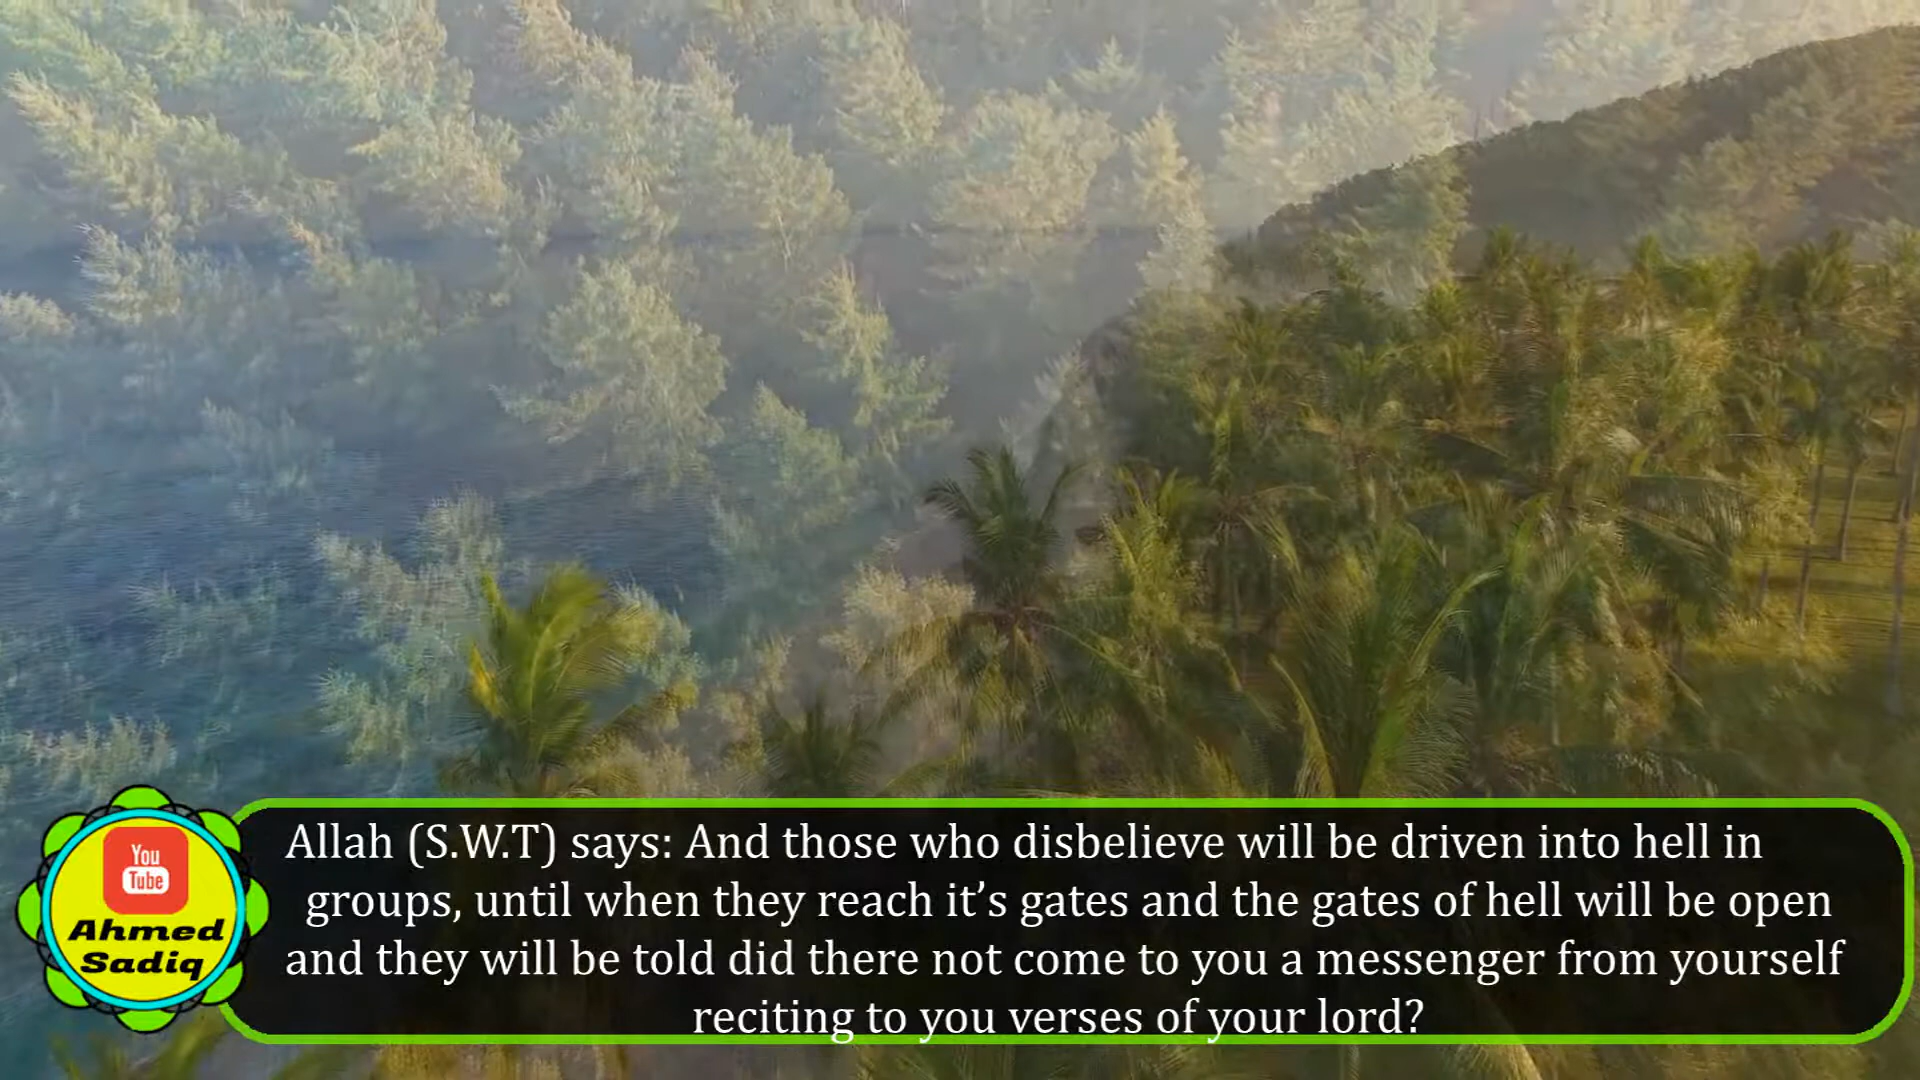 You
Tube
Ahmed
Sadiq
Allah (S.W.T) says: And those who disbelieve will be driven into hell in
groups, until when they reach it’s gates and the gates of hell will be open
and they will be told did there not come to you a messenger from yourself
reciting to you verses of your lord?